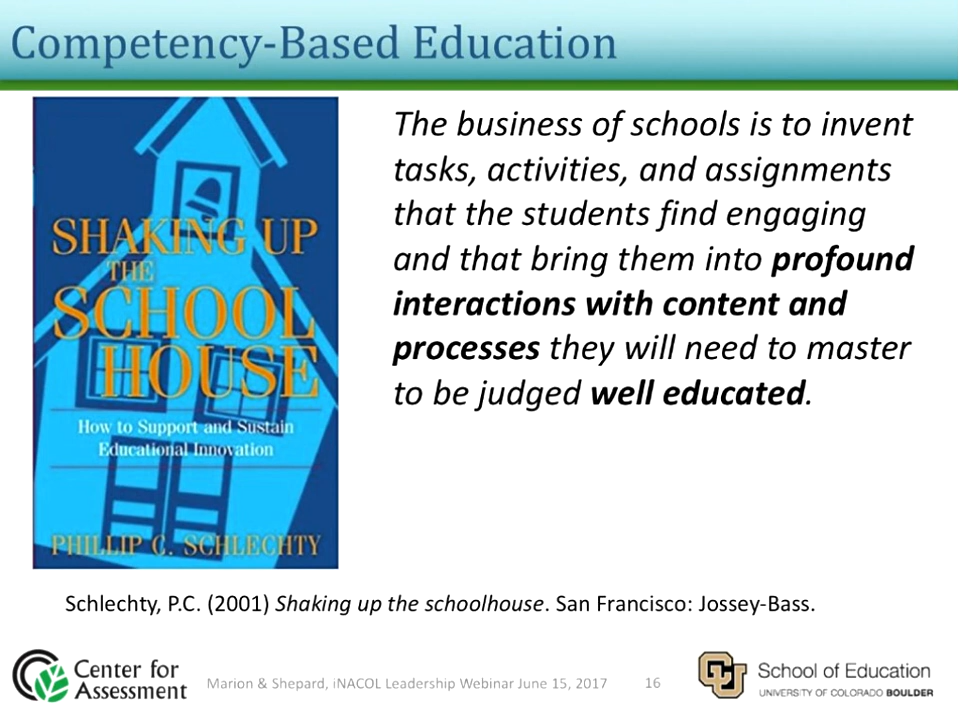 Competency-Based Education
SHAKING UP
THE
SCHOOL
HOUSE
How to Support and Sustain
Educational Innovation
PHILLIP C. SCHLECHTY
The business of schools is to invent
tasks, activities, and assignments
that the students find engaging
and that bring them into profound
interactions with content and
processes they will need to master
to be judged well educated.
Schlechty, P.C. (2001) Shaking up the schoolhouse. San Francisco: Jossey-Bass.
Center for
Assessment
Marion & Shepard, iNACOL Leadership Webinar June 15, 2017
16
CU
School of Education
UNIVERSITY OF COLORADO BOULDER